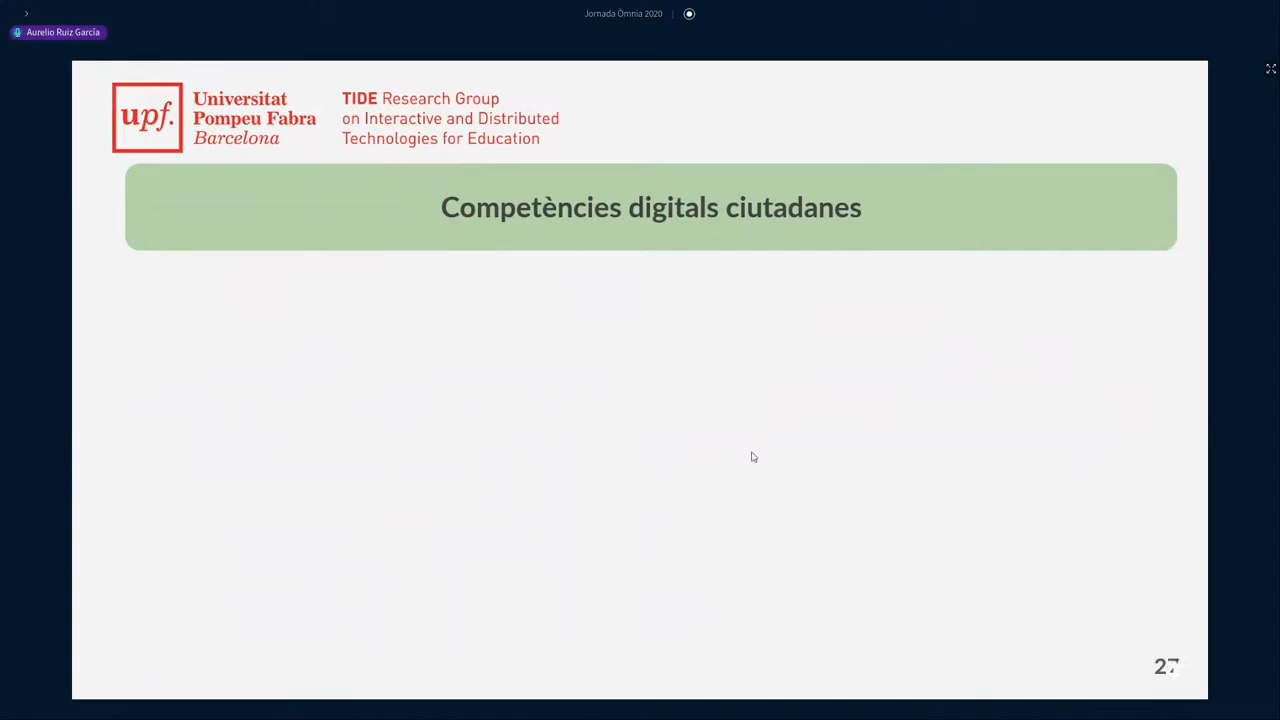 Jornada Òmnia 2020
Aurelio Ruiz García
upf.
Universitat
Pompeu Fabra
Barcelona
TIDE Research Group
on Interactive and Distributed
Technologies for Education
Competències digitals ciutadanes
27